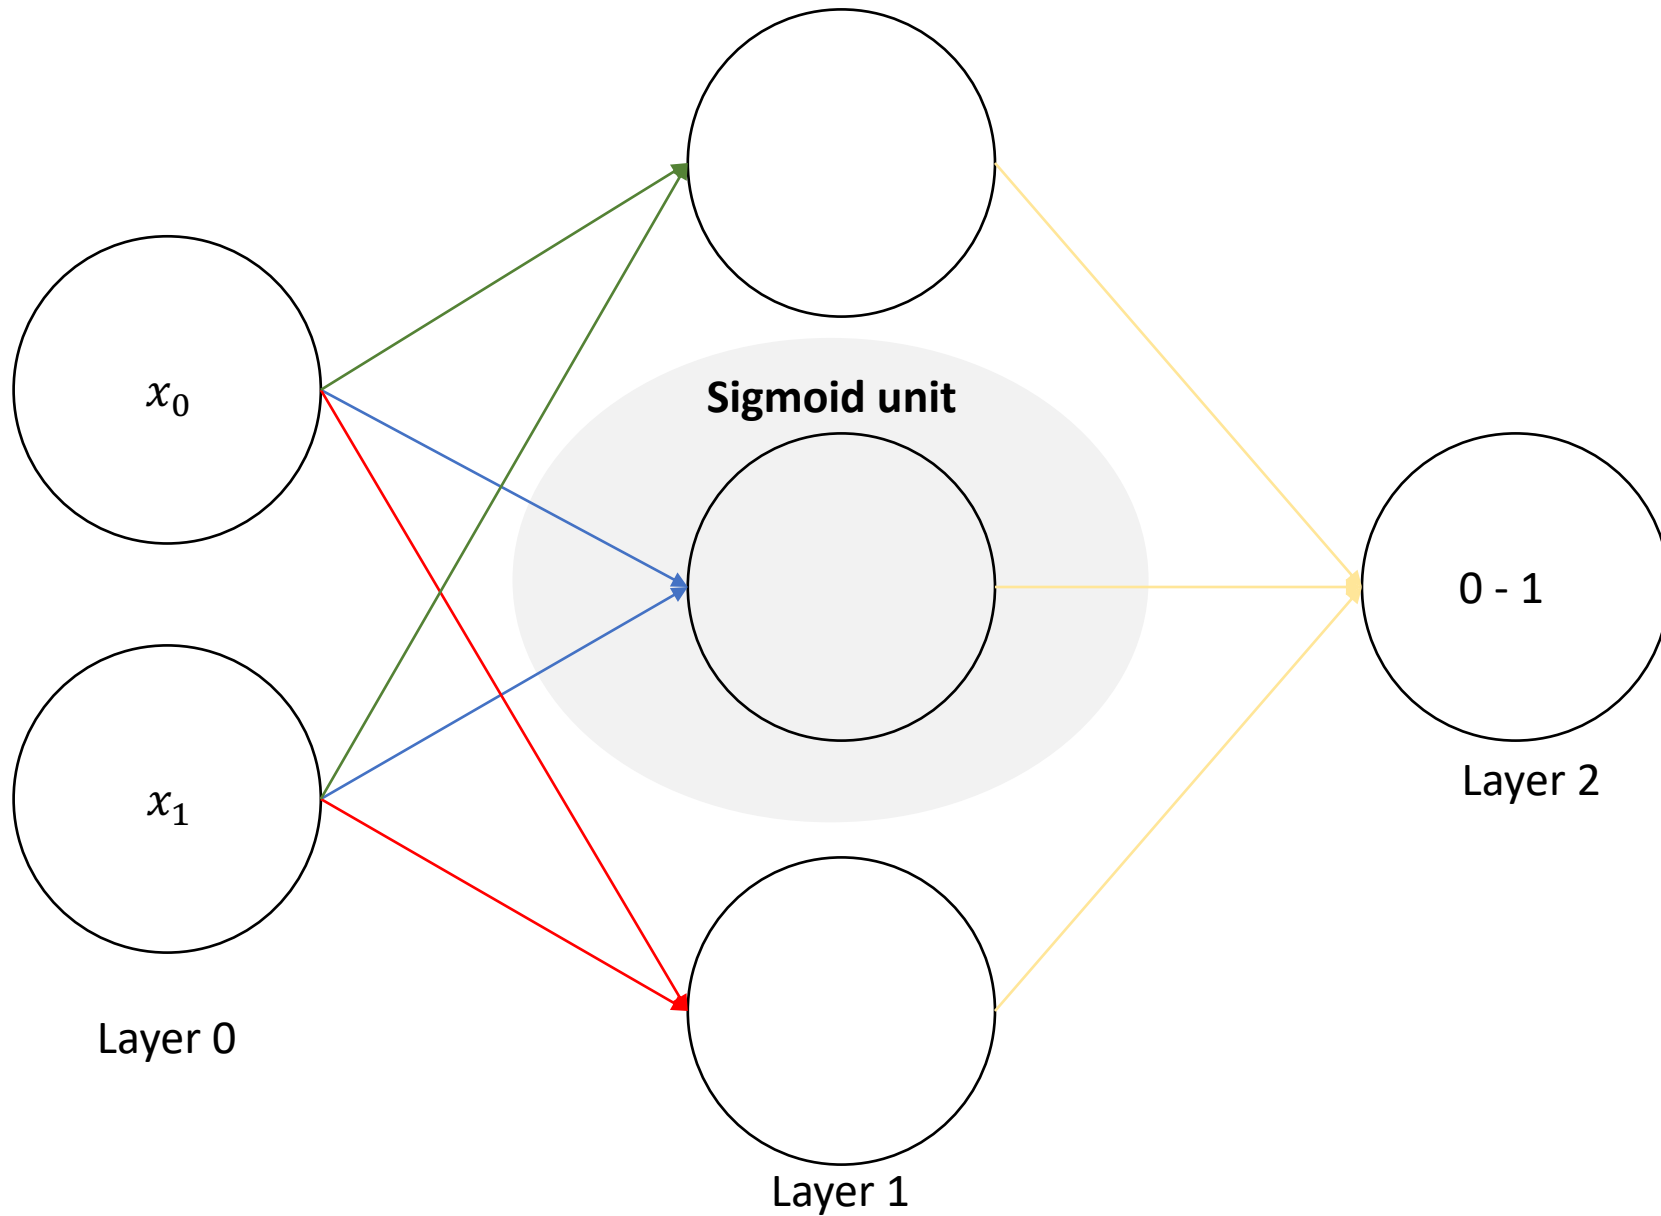 x₀
Sigmoid unit
0 - 1
x₁
Layer 2
Layer 0
Layer 1